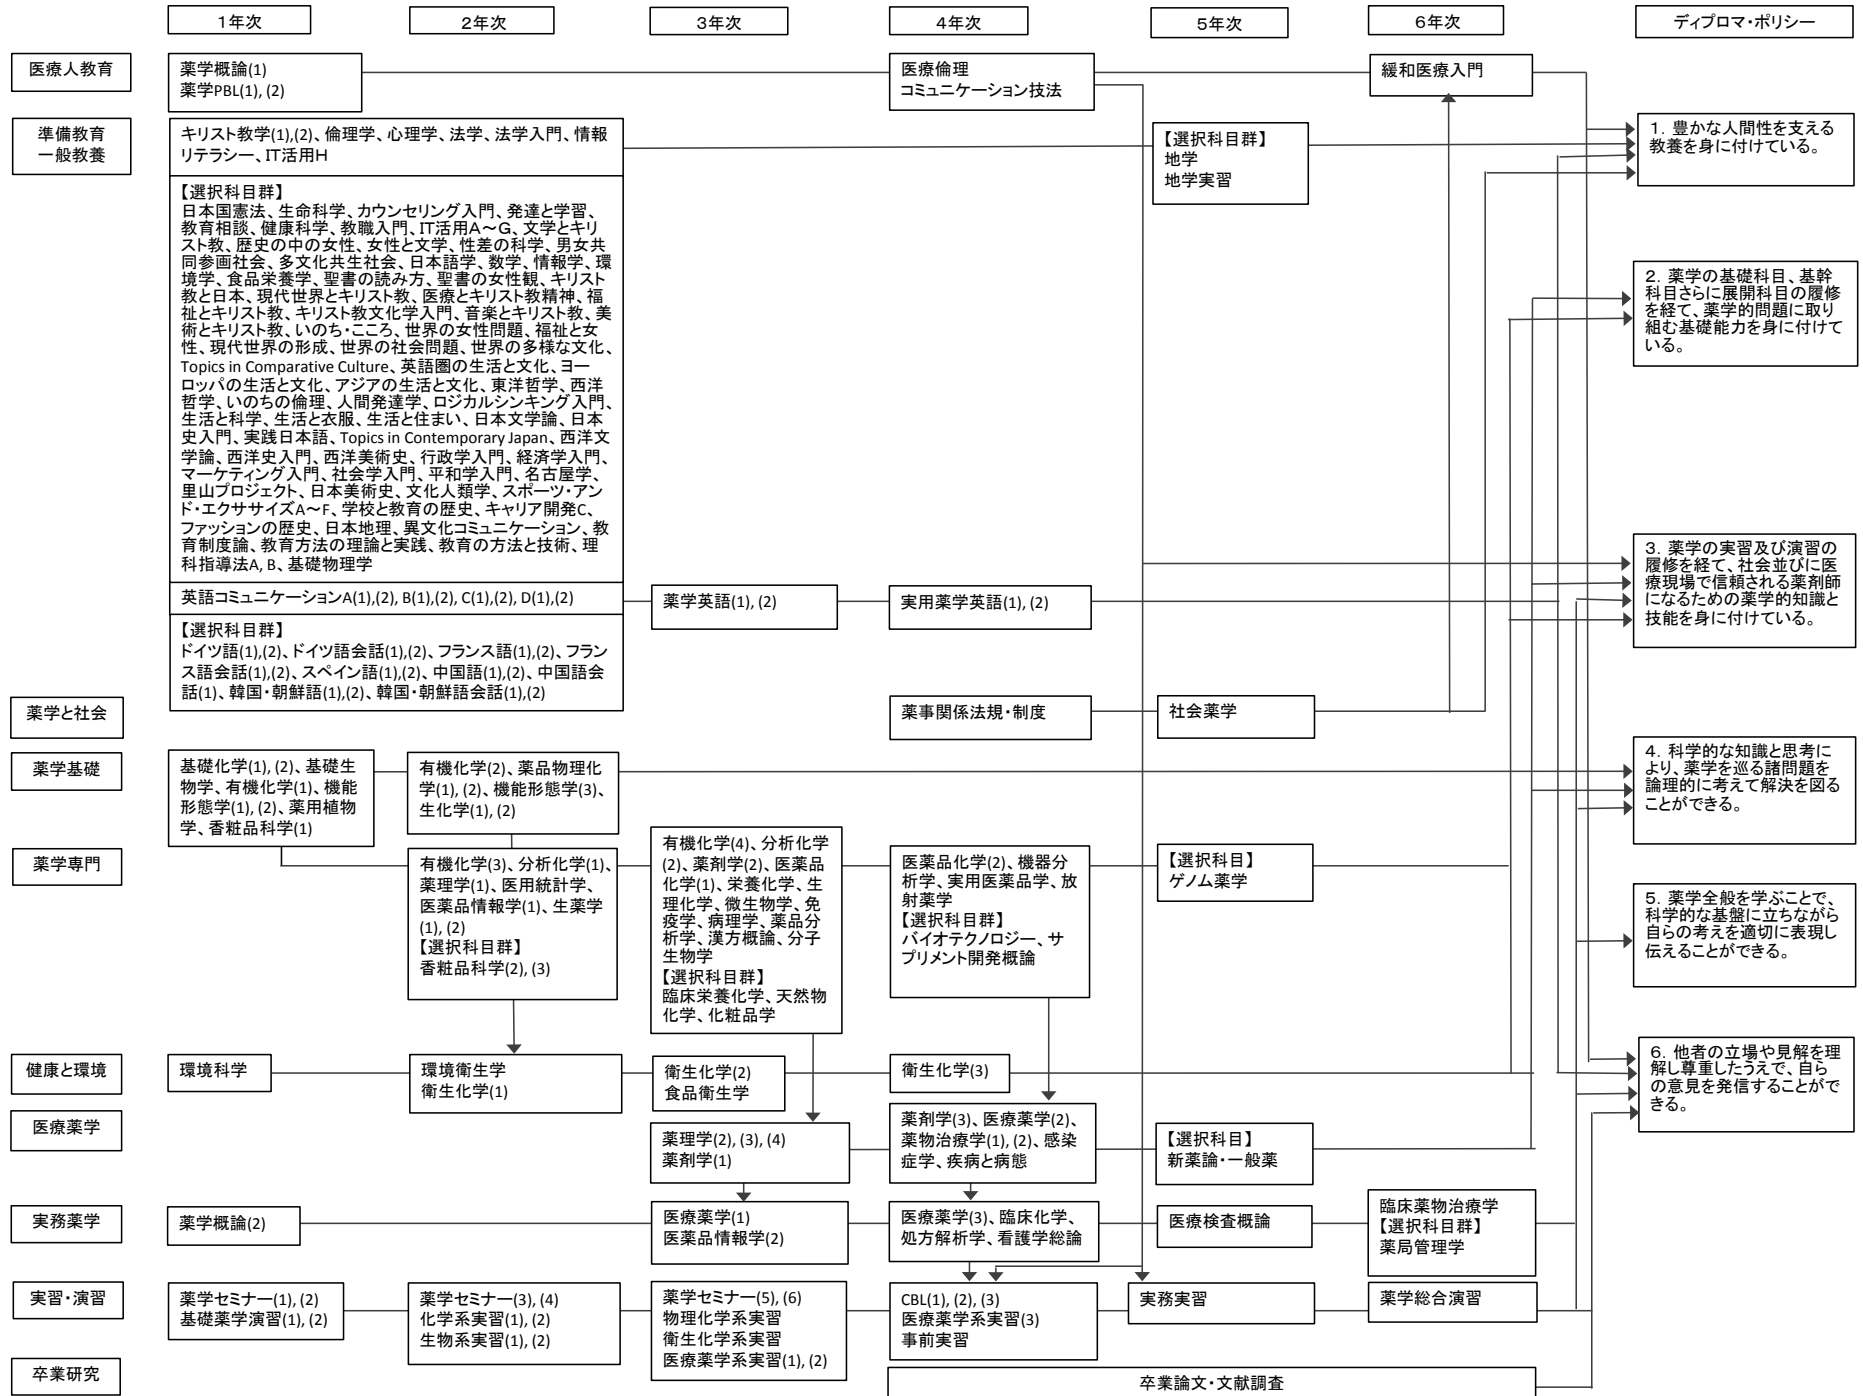 1年次
2年次
3年次
4年次
5年次
6年次
ディプロマ・ポリシー
医療人教育
薬学概論(1)
薬学PBL(1), (2)
医療倫理
コミュニケーション技法
緩和医療入門
準備教育
一般教養
キリスト教学(1),(2)、倫理学、心理学、法学、法学入門、情報
リテラシー、IT活用H
【選択科目群】
地学
地学実習
1．豊かな人間性を支える
教養を身に付けている。
【選択科目群】
日本国憲法、生命科学、カウンセリング入門、発達と学習、
教育相談、健康科学、教職入門、IT活用A～G、文学とキリ
スト教、歴史の中の女性、女性と文学、性差の科学、男女共
同参画社会、多文化共生社会、日本語学、数学、情報学、環
境学、食品栄養学、聖書の読み方、聖書の女性観、キリスト
教と日本、現代世界とキリスト教、医療とキリスト教精神、福
祉とキリスト教、キリスト教文化学入門、音楽とキリスト教、美
術とキリスト教、いのち・こころ、世界の女性問題、福祉と女
性、現代世界の形成、世界の社会問題、世界の多様な文化、
Topics in Comparative Culture、英語圏の生活と文化、ヨー
ロッパの生活と文化、アジアの生活と文化、東洋哲学、西洋
哲学、いのちの倫理、人間発達学、ロジカルシンキング入門、
生活と科学、生活と衣服、生活と住まい、日本文学論、日本
史入門、実践日本語、Topics in Contemporary Japan、西洋文
学論、西洋史入門、西洋美術史、行政学入門、経済学入門、
マーケティング入門、社会学入門、平和学入門、名古屋学、
里山プロジェクト、日本美術史、文化人類学、スポーツ・アン
ド・エクササイズA～F、学校と教育の歴史、キャリア開発C、
ファッションの歴史、日本地理、異文化コミュニケーション、教
育制度論、教育方法の理論と実践、教育の方法と技術、理
科指導法A, B、基礎物理学
2．薬学の基礎科目、基幹
科目さらに展開科目の履修
を経て、薬学的問題に取り
組む基礎能力を身に付けて
いる。
英語コミュニケーションA(1),(2), B(1),(2), C(1),(2), D(1),(2)
薬学英語(1), (2)
実用薬学英語(1), (2)
3．薬学の実習及び演習の
履修を経て、社会並びに医
療現場で信頼される薬剤師
になるための薬学的知識と
技能を身に付けている。
【選択科目群】
ドイツ語(1),(2)、ドイツ語会話(1),(2)、フランス語(1),(2)、フラン
ス語会話(1),(2)、スペイン語(1),(2)、中国語(1),(2)、中国語会
話(1)、韓国・朝鮮語(1),(2)、韓国・朝鮮語会話(1),(2)
薬学と社会
薬事関係法規・制度
社会薬学
薬学基礎
基礎化学(1), (2)、基礎生
物学、有機化学(1)、機能
形態学(1), (2)、薬用植物
学、香粧品科学(1)
有機化学(2)、薬品物理化
学(1), (2)、機能形態学(3)、
生化学(1), (2)
4．科学的な知識と思考に
より、薬学を巡る諸問題を
論理的に考えて解決を図る
ことができる。
薬学専門
有機化学(3)、分析化学(1)、
薬理学(1)、医用統計学、
医薬品情報学(1)、生薬学
(1), (2)
【選択科目群】
香粧品科学(2), (3)
有機化学(4)、分析化学
(2)、薬剤学(2)、医薬品
化学(1)、栄養化学、生
理化学、微生物学、免
疫学、病理学、薬品分
析学、漢方概論、分子
生物学
【選択科目群】
臨床栄養化学、天然物
化学、化粧品学
医薬品化学(2)、機器分
析学、実用医薬品学、放
射薬学
【選択科目群】
バイオテクノロジー、サ
プリメント開発概論
【選択科目】
ゲノム薬学
5．薬学全般を学ぶことで、
科学的な基盤に立ちながら
自らの考えを適切に表現し
伝えることができる。
健康と環境
環境科学
環境衛生学
衛生化学(1)
衛生化学(2)
食品衛生学
衛生化学(3)
6．他者の立場や見解を理
解し尊重したうえで、自ら
の意見を発信することがで
きる。
医療薬学
薬理学(2), (3), (4)
薬剤学(1)
薬剤学(3)、医療薬学(2)、
薬物治療学(1), (2)、感染
症学、疾病と病態
【選択科目】
新薬論・一般薬
実務薬学
薬学概論(2)
医療薬学(1)
医薬品情報学(2)
医療薬学(3)、臨床化学、
処方解析学、看護学総論
医療検査概論
臨床薬物治療学
【選択科目群】
薬局管理学
実習・演習
薬学セミナー(1), (2)
基礎薬学演習(1), (2)
薬学セミナー(3), (4)
化学系実習(1), (2)
生物系実習(1), (2)
薬学セミナー(5), (6)
物理化学系実習
衛生化学系実習
医療薬学系実習(1), (2)
CBL(1), (2), (3)
医療薬学系実習(3)
事前実習
実務実習
薬学総合演習
卒業研究
卒業論文・文献調査